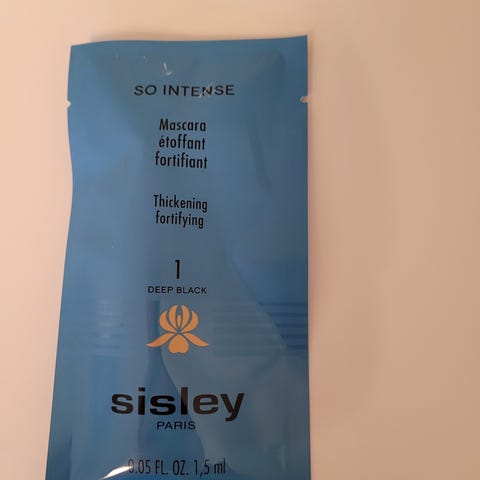 SO INTENSE
Mascara
étoffant
fortifiant
Thickening
fortifying
1
DEEP BLACK
sisley
PARIS
0.05 FL. OZ. 1,5 ml